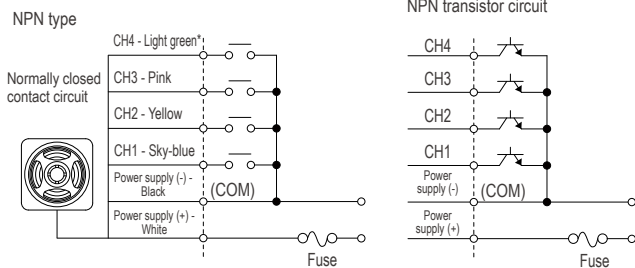 NPN type
CH4 - Light green*
Normally closed
contact circuit
CH3 - Pink
CH2 - Yellow
CH1 - Sky-blue
Power supply (-) -
Black
(COM)
Power supply (+) -
White
Fuse
NPN transistor circuit
CH4
CH3
CH2
CH1
Power
supply (-)
(COM)
Power
supply (+)
Fuse